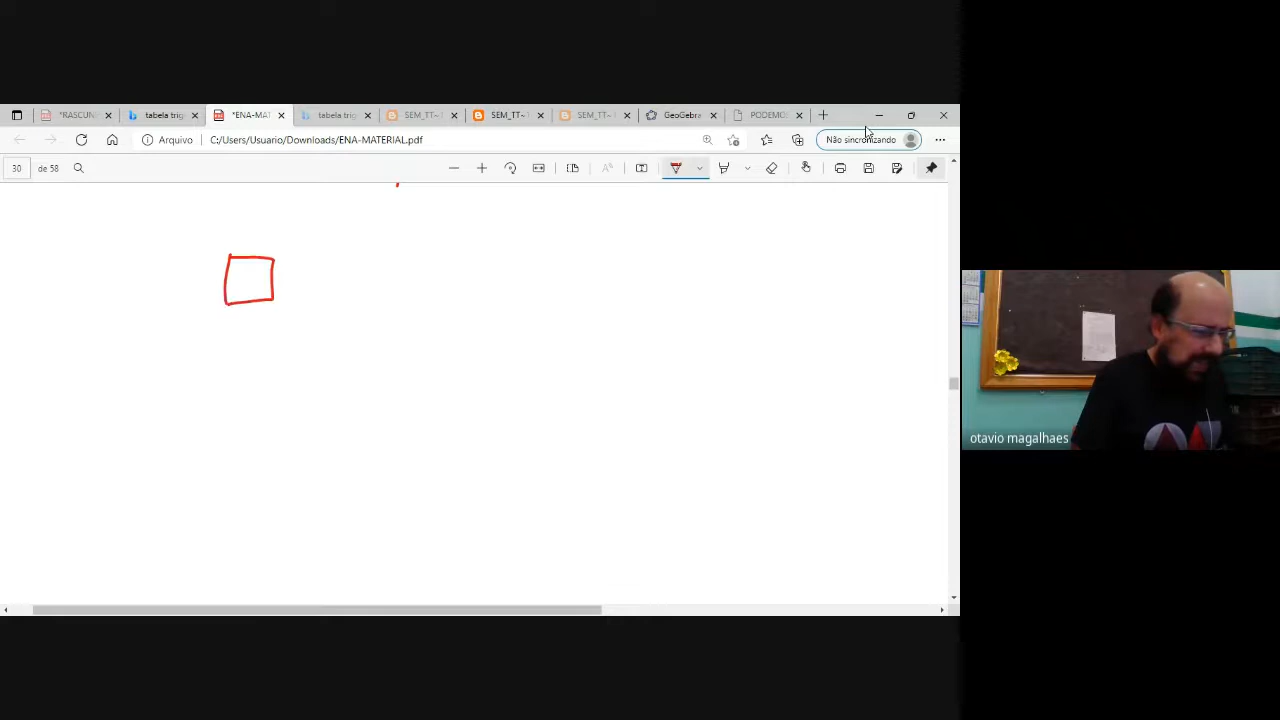 *RASCUN
tabela trig
*ENA-MAT
tabela trig
SEM_TT~
SEM_TT~
SEM_TT~
GeoGebra
PODEMO
Arquivo
C:/Users/Usuario/Downloads/ENA-MATERIAL.pdf
Não sincronizando
30
de 58
otavio magalhaes